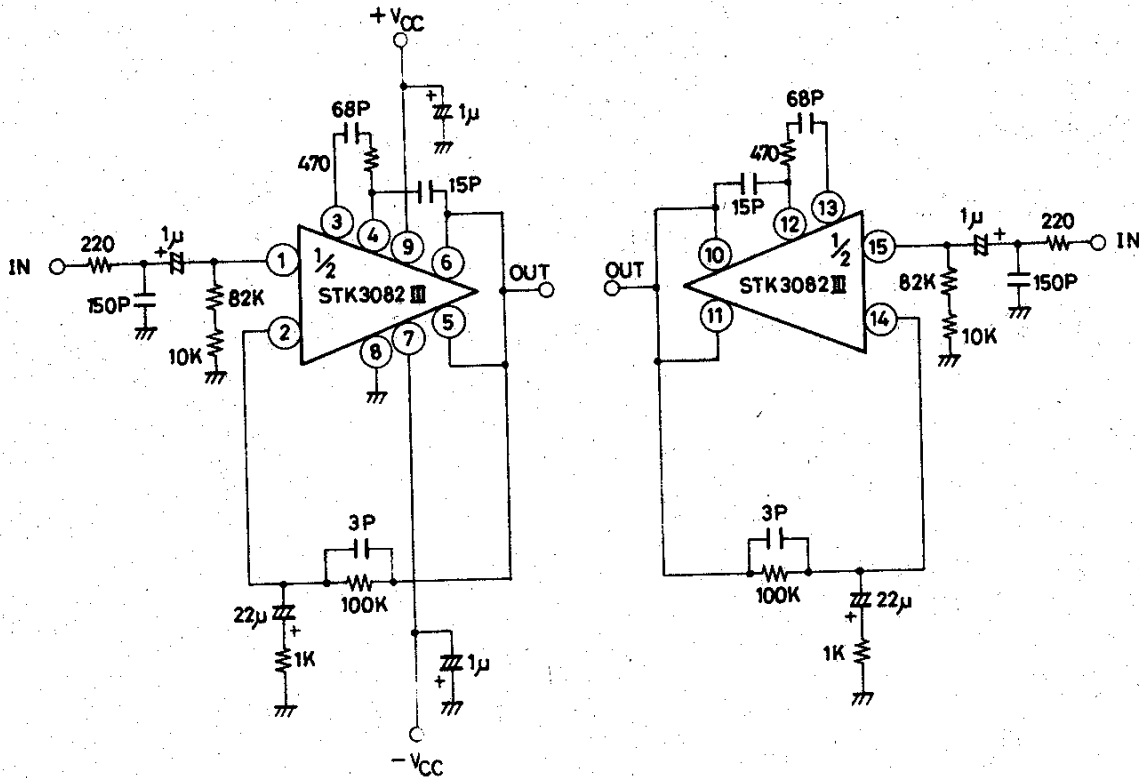 +VCC
1μ
68P
470
15P
3
4
9
6
1μ
220
IN
150P
82K
10K
1
2
1/2
STK3082 III
8
7
5
OUT
3P
100K
22μ
1K
1μ
-VCC
68P
470
15P
10
12
13
1μ
220
IN
15
14
1/2
STK3082 III
11
OUT
82K
10K
150P
3P
100K
22μ
1K
+
+
+
+
+
+